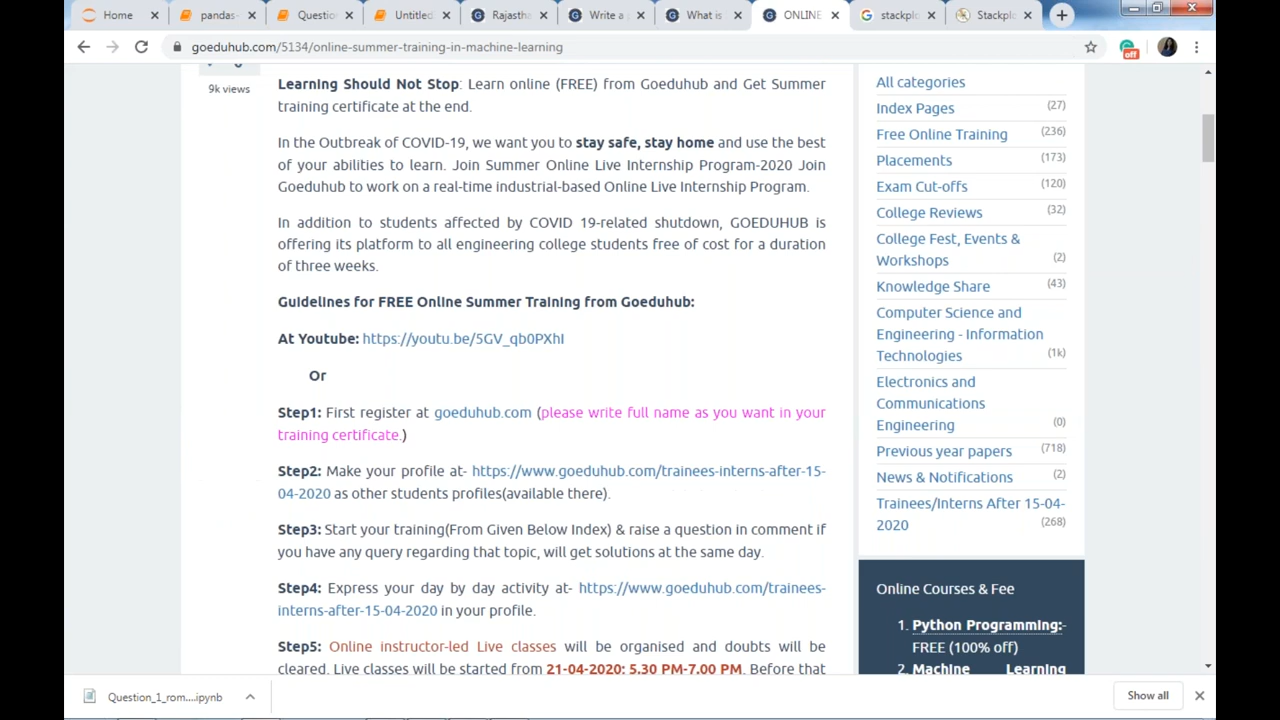 Home
pandas-
Question
Untitled
Rajastha
Write a
What is
ONLINE
stackplo
Stackplo
goeduhub.com/5134/online-summer-training-in-machine-learning
off
9k views
Learning Should Not Stop: Learn online (FREE) from Goeduhub and Get Summer
training certificate at the end.
In the Outbreak of COVID-19, we want you to stay safe, stay home and use the best
of your abilities to learn. Join Summer Online Live Internship Program-2020 Join
Goeduhub to work on a real-time industrial-based Online Live Internship Program.
In addition to students affected by COVID 19-related shutdown, GOEDUHUB is
offering its platform to all engineering college students free of cost for a duration
of three weeks.
Guidelines for FREE Online Summer Training from Goeduhub:
At Youtube: https://youtu.be/5GV_qb0PXhI
Or
Step1: First register at goeduhub.com (please write full name as you want in your
training certificate.)
Step2: Make your profile at- https://www.goeduhub.com/trainees-interns-after-15-
04-2020 as other students profiles(available there).
Step3: Start your training(From Given Below Index) & raise a question in comment if
you have any query regarding that topic, will get solutions at the same day.
Step4: Express your day by day activity at- https://www.goeduhub.com/trainees-
interns-after-15-04-2020 in your profile.
Step5: Online instructor-led Live classes will be organised and doubts will be
cleared. Live classes will be started from 21-04-2020; 5.30 PM-7.00 PM. Before that
All categories
Index Pages (27)
Free Online Training (236)
Placements (173)
Exam Cut-offs (120)
College Reviews (32)
College Fest, Events &
Workshops (2)
Knowledge Share (43)
Computer Science and
Engineering - Information
Technologies (1k)
Electronics and
Communications
Engineering (0)
Previous year papers (718)
News & Notifications (2)
Trainees/Interns After 15-04-
2020 (268)
Online Courses & Fee
1. Python Programming:-
FREE (100% off)
2. Machine Learning
Question_1_rom....ipynb
Show all